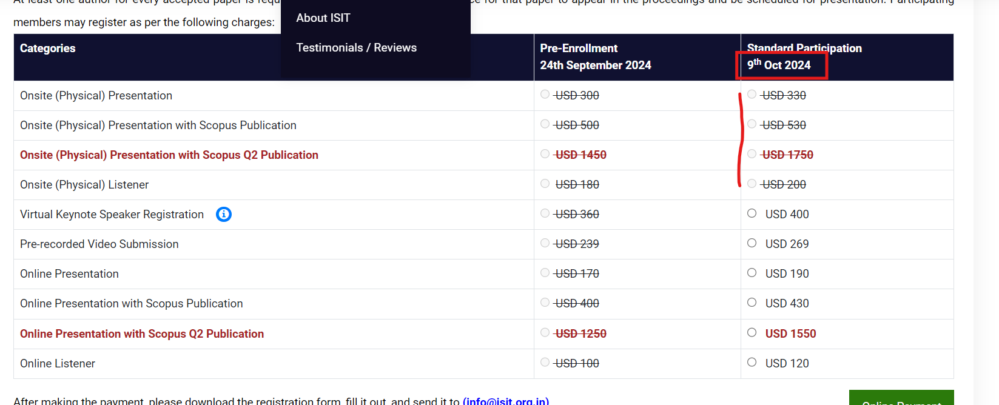 At least one author for every accepted paper is requ
ce for that paper to appear in the proceedings and be scheduled for presentation. Participating
members may register as per the following charges:
About ISIT
Testimonials / Reviews
Categories
Pre-Enrollment
24th September 2024
Standard Participation
9th Oct 2024
Onsite (Physical) Presentation USD 300 USD 330
Onsite (Physical) Presentation with Scopus Publication USD 500 USD 530
Onsite (Physical) Presentation with Scopus Q2 Publication USD 1450 USD 1750
Onsite (Physical) Listener USD 180 USD 200
Virtual Keynote Speaker Registration USD 360 USD 400
Pre-recorded Video Submission USD 239 USD 269
Online Presentation USD 170 USD 190
Online Presentation with Scopus Publication USD 400 USD 430
Online Presentation with Scopus Q2 Publication USD 1250 USD 1550
Online Listener USD 100 USD 120
After making the payment, please download the registration form, fill it out, and send it to (info@isit.org.in)
Online Payment